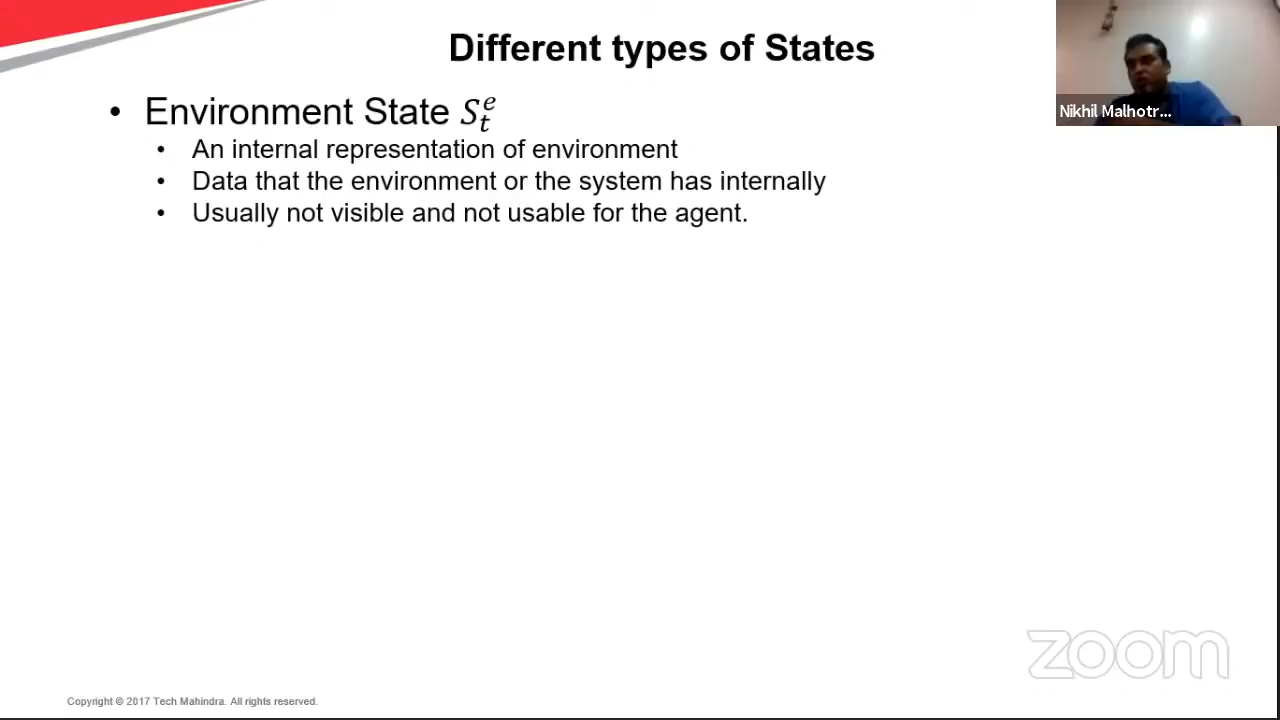 Different types of States
• Environment State S_t^e
• An internal representation of environment
• Data that the environment or the system has internally
• Usually not visible and not usable for the agent.
Nikhil Malhotr...
zoom
Copyright © 2017 Tech Mahindra. All rights reserved.